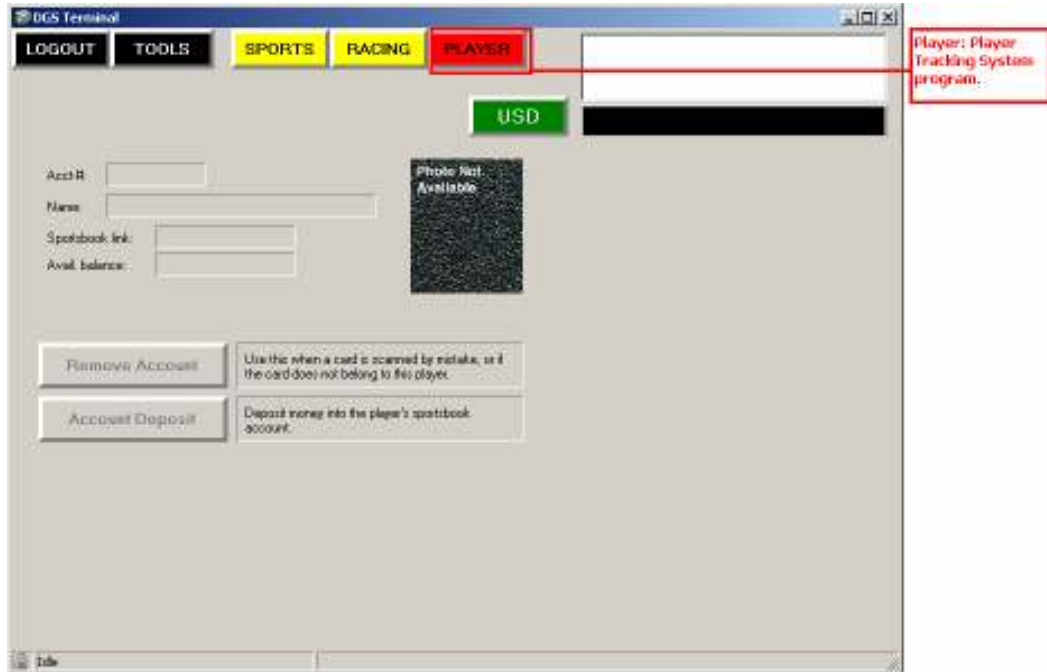 DGS Terminal
LOGOUT TOOLS SPORTS RACING PLAYER
Player: Player
Tracking System
program.
USD
Acct #:
Photo Not
Available
Name:
Sportsbook link:
Avail. balance:
Remove Account
Use this when a card is scanned by mistake, or if
the card does not belong to this player.
Account Deposit
Deposit money into the player's sportsbook
account.
Idle